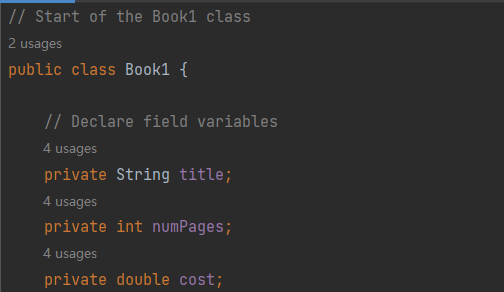 // Start of the Book1 class
2 usages
public class Book1 {
// Declare field variables
4 usages
private String title;
4 usages
private int numPages;
4 usages
private double cost;